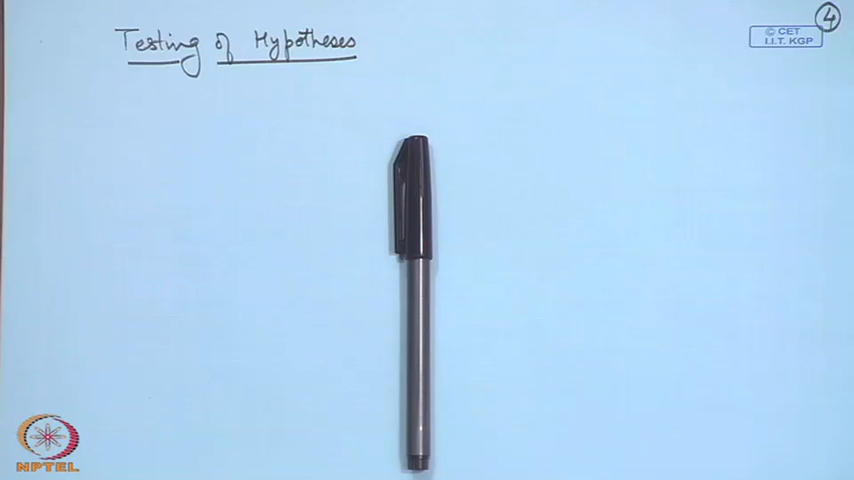 Testing of Hypotheses
4
© CET
I.I.T. KGP
NPTEL